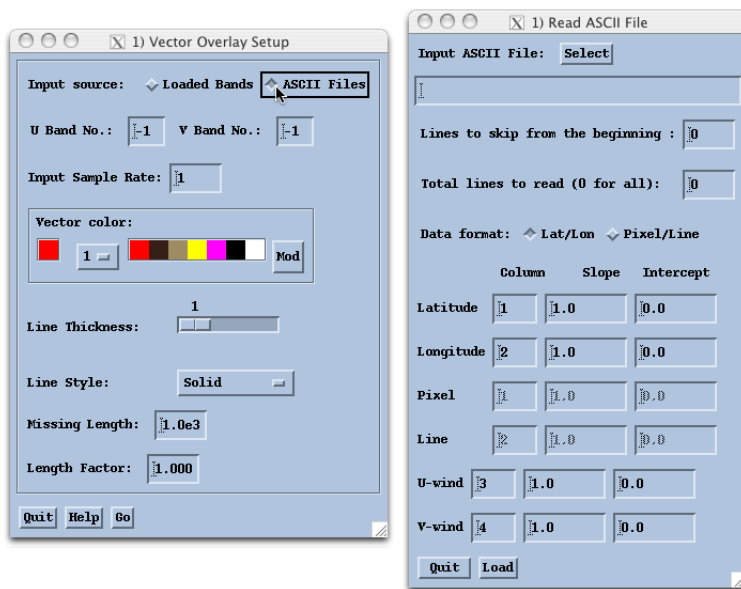 1) Vector Overlay Setup
Input source: Loaded Bands ASCII Files
U Band No.: -1 V Band No.: -1
Input Sample Rate: 1
Vector color:
1 Mod
1
Line Thickness:
Line Style: Solid
Missing Length: 1.0e3
Length Factor: 1.000
Quit Help Go
1) Read ASCII File
Input ASCII File: Select
Lines to skip from the beginning : 0
Total lines to read (0 for all): 0
Data format: Lat/Lon Pixel/Line
Column Slope Intercept
Latitude 1 1.0 0.0
Longitude 2 1.0 0.0
Pixel 1 1.0 0.0
Line 2 1.0 0.0
U-wind 3 1.0 0.0
V-wind 4 1.0 0.0
Quit Load